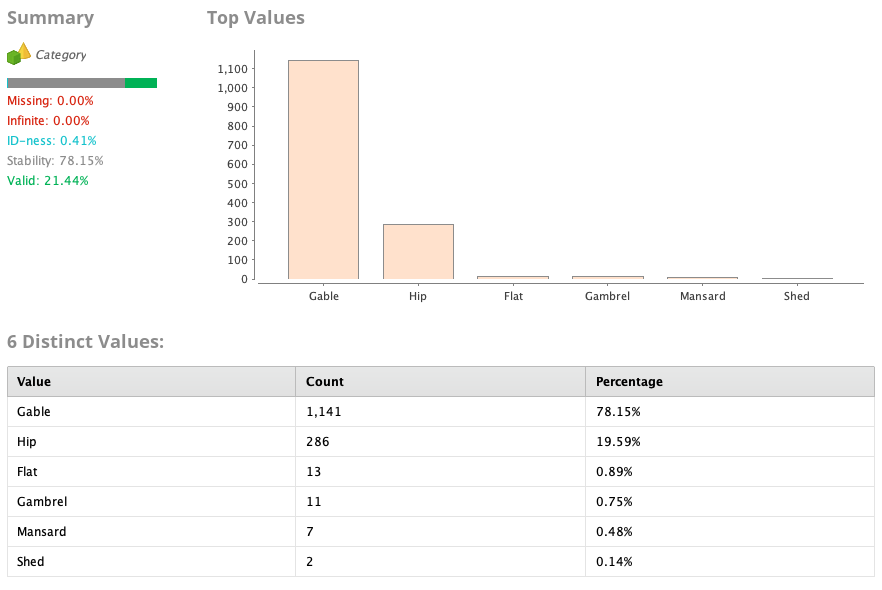 Summary
Category
Missing: 0.00%
Infinite: 0.00%
ID-ness: 0.41%
Stability: 78.15%
Valid: 21.44%
Top Values
1,100
1,000
900
800
700
600
500
400
300
200
100
0
Gable Hip Flat Gambrel Mansard Shed
6 Distinct Values:
Value Count Percentage
Gable 1,141 78.15%
Hip 286 19.59%
Flat 13 0.89%
Gambrel 11 0.75%
Mansard 7 0.48%
Shed 2 0.14%